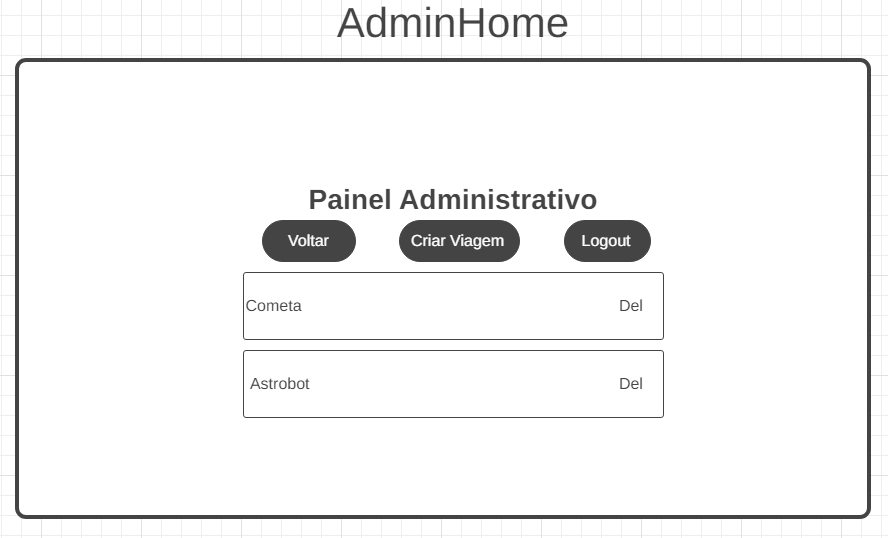 AdminHome
Painel Administrativo
Voltar Criar Viagem Logout
Cometa Del
Astrobot Del